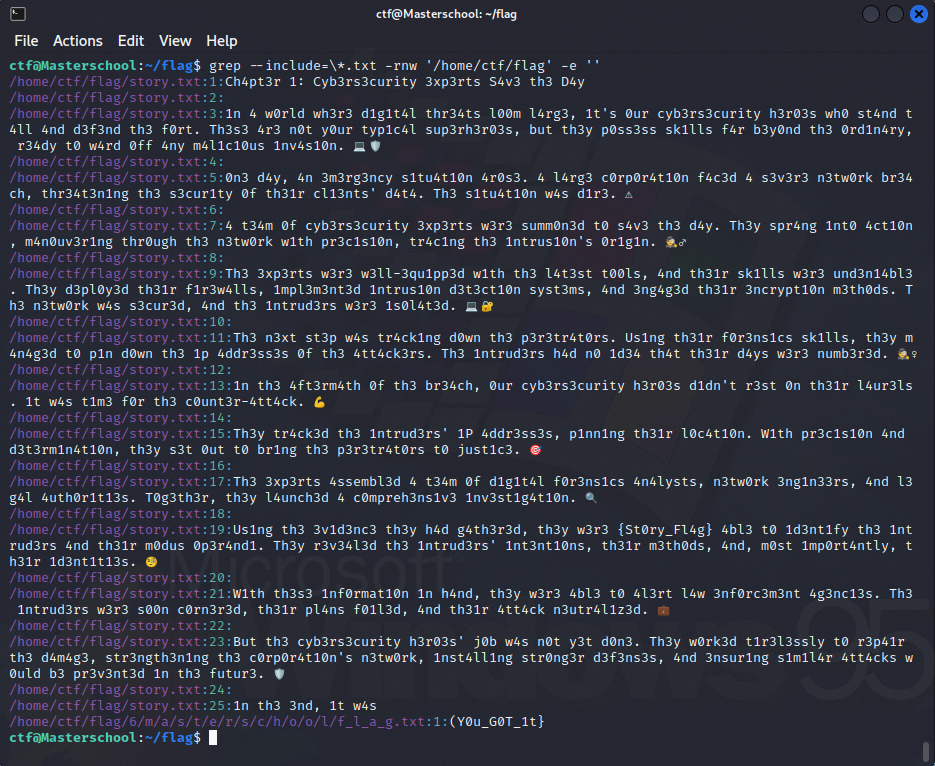 ctf@Masterschool: ~/flag
File Actions Edit View Help
ctf@Masterschool:~/flag$ grep --include=\*.txt -rnw '/home/ctf/flag' -e ''
/home/ctf/flag/story.txt:1:Ch4pt3r 1: Cyb3rs3curity 3xp3rts S4v3 th3 D4y
/home/ctf/flag/story.txt:2:
/home/ctf/flag/story.txt:3:1n 4 w0rld wh3r3 d1g1t4l thr34ts l00m l4rg3, 1t's 0ur cyb3rs3curity h3r03s wh0 st4nd t
4ll 4nd d3f3nd th3 f0rt. Th3s3 4r3 n0t y0ur typ1c4l sup3rh3r03s, but th3y p0ss3ss sk1lls f4r b3y0nd th3 0rd1n4ry,
r34dy t0 w4rd 0ff 4ny m4l1c10us 1nv4s10n. 💻🛡️
/home/ctf/flag/story.txt:4:
/home/ctf/flag/story.txt:5:0n3 d4y, 4n 3m3rg3ncy s1tu4t10n 4r0s3. 4 l4rg3 c0rp0r4t10n f4c3d 4 s3v3r3 n3tw0rk br34
ch, thr34t3n1ng th3 s3cur1ty 0f th31r cl13nts' d4t4. Th3 s1tu4t10n w4s d1r3. ⚠
/home/ctf/flag/story.txt:6:
/home/ctf/flag/story.txt:7:4 t34m 0f cyb3rs3curity 3xp3rts w3r3 summ0n3d t0 s4v3 th3 d4y. Th3y spr4ng 1nt0 4ct10n
, m4n0uv3r1ng thr0ugh th3 n3tw0rk w1th pr3c1s10n, tr4c1ng th3 1ntrus10n's 0r1g1n. 🕵♂
/home/ctf/flag/story.txt:8:
/home/ctf/flag/story.txt:9:Th3 3xp3rts w3r3 w3ll-3qu1pp3d w1th th3 l4t3st t00ls, 4nd th31r sk1lls w3r3 und3n14bl3
. Th3y d3pl0y3d th31r f1r3w4lls, 1mpl3m3nt3d 1ntrus10n d3t3ct10n syst3ms, 4nd 3ng4g3d th31r 3ncrypt10n m3th0ds. T
h3 n3tw0rk w4s s3cur3d, 4nd th3 1ntrud3rs w3r3 1s0l4t3d. 💻🔐
/home/ctf/flag/story.txt:10:
/home/ctf/flag/story.txt:11:Th3 n3xt st3p w4s tr4ck1ng d0wn th3 p3r3tr4t0rs. Us1ng th31r f0r3ns1cs sk1lls, th3y m
4n4g3d t0 p1n d0wn th3 1p 4ddr3ss3s 0f th3 4tt4ck3rs. Th3 1ntrud3rs h4d n0 1d34 th4t th31r d4ys w3r3 numb3r3d. 🕵♀
/home/ctf/flag/story.txt:12:
/home/ctf/flag/story.txt:13:1n th3 4ft3rm4th 0f th3 br34ch, 0ur cyb3rs3curity h3r03s d1dn't r3st 0n th31r l4ur3ls
. 1t w4s t1m3 f0r th3 c0unt3r-4tt4ck. 💪
/home/ctf/flag/story.txt:14:
/home/ctf/flag/story.txt:15:Th3y tr4ck3d th3 1ntrud3rs' 1P 4ddr3ss3s, p1nn1ng th31r l0c4t10n. W1th pr3c1s10n 4nd
d3t3rm1n4t10n, th3y s3t 0ut t0 br1ng th3 p3r3tr4t0rs t0 just1c3. 🎯
/home/ctf/flag/story.txt:16:
/home/ctf/flag/story.txt:17:Th3 3xp3rts 4ssembl3d 4 t34m 0f d1g1t4l f0r3ns1cs 4n4lysts, n3tw0rk 3ng1n33rs, 4nd l3
g4l 4uth0r1t13s. T0g3th3r, th3y l4unch3d 4 c0mpreh3ns1v3 1nv3st1g4t10n. 🔍
/home/ctf/flag/story.txt:18:
/home/ctf/flag/story.txt:19:Us1ng th3 3v1d3nc3 th3y h4d g4th3r3d, th3y w3r3 {St0ry_Fl4g} 4bl3 t0 1d3nt1fy th3 1nt
rud3rs 4nd th31r m0dus 0p3r4nd1. Th3y r3v34l3d th3 1ntrud3rs' 1nt3nt10ns, th31r m3th0ds, 4nd, m0st 1mp0rt4ntly, t
h31r 1d3nt1t13s. 🧐
/home/ctf/flag/story.txt:20:
/home/ctf/flag/story.txt:21:W1th th3s3 1nf0rmat10n 1n h4nd, th3y w3r3 4bl3 t0 4l3rt l4w 3nf0rc3m3nt 4g3nc13s. Th3
1ntrud3rs w3r3 s00n c0rn3r3d, th31r pl4ns f01l3d, 4nd th31r 4tt4ck n3utr4l1z3d. 💼
/home/ctf/flag/story.txt:22:
/home/ctf/flag/story.txt:23:But th3 cyb3rs3curity h3r03s' j0b w4s n0t y3t d0n3. Th3y w0rk3d t1r3l3ssly t0 r3p41r
th3 d4m4g3, str3ngth3n1ng th3 c0rp0r4t10n's n3tw0rk, 1nst4ll1ng str0ng3r d3f3ns3s, 4nd 3nsur1ng s1m1l4r 4tt4cks w
0uld b3 pr3v3nt3d 1n th3 futur3. 🛡️
/home/ctf/flag/story.txt:24:
/home/ctf/flag/story.txt:25:1n th3 3nd, 1t w4s
/home/ctf/flag/6/m/a/s/t/e/r/s/c/h/o/o/l/f_l_a_g.txt:1:(Y0u_G0T_1t}
ctf@Masterschool:~/flag$
Microsoft
Windows 95